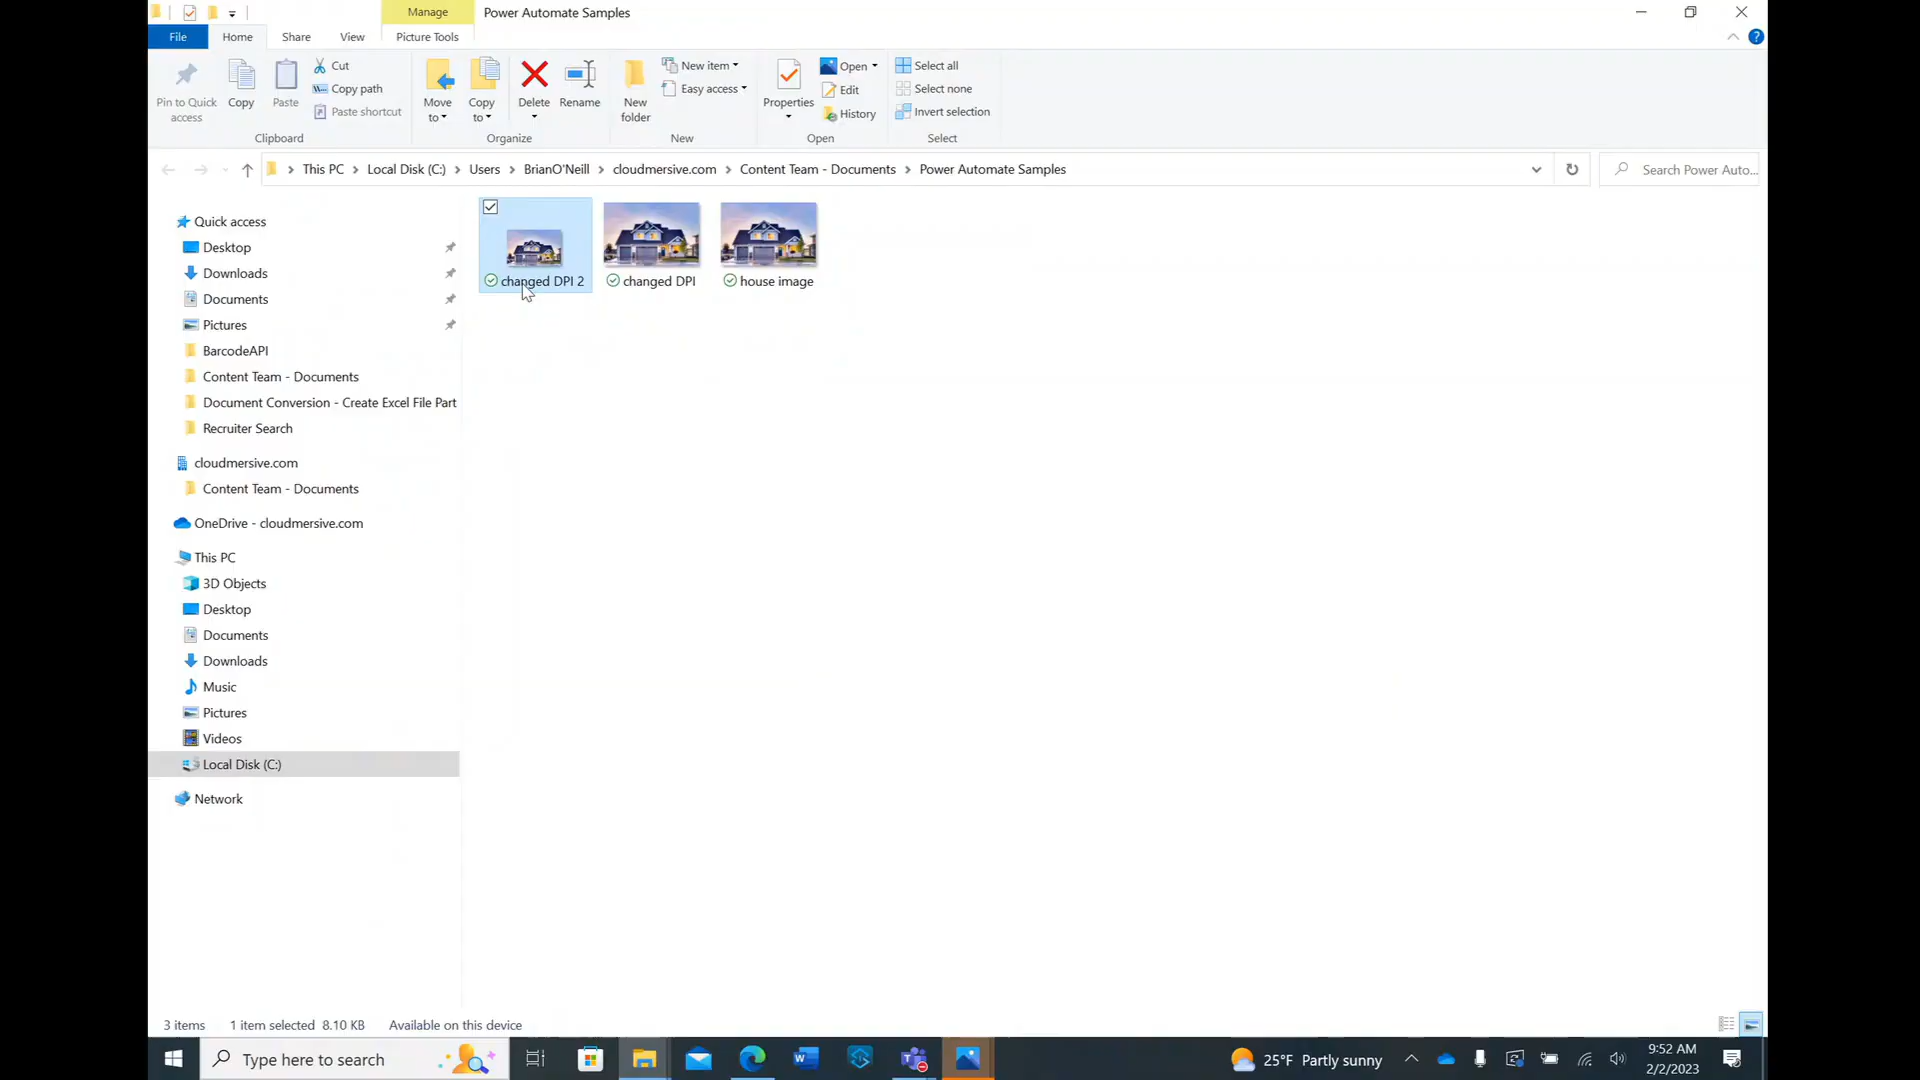 Manage
Power Automate Samples
File
Home
Share
View
Picture Tools
Pin to Quick
access
Copy
Paste
Cut
Copy path
Paste shortcut
Clipboard
Move
to
Copy
to
Delete
Rename
Organize
New
folder
New item
Easy access
New
Properties
Open
Edit
History
Open
Select all
Select none
Invert selection
Select
This PC > Local Disk (C:) > Users > BrianO'Neill > cloudmersive.com > Content Team - Documents > Power Automate Samples
Search Power Auto...
changed DPI 2
changed DPI
house image
Quick access
Desktop
Downloads
Documents
Pictures
BarcodeAPI
Content Team - Documents
Document Conversion - Create Excel File Part
Recruiter Search
cloudmersive.com
Content Team - Documents
OneDrive - cloudmersive.com
This PC
3D Objects
Desktop
Documents
Downloads
Music
Pictures
Videos
Local Disk (C:)
Network
3 items 1 item selected 8.10 KB Available on this device
Type here to search
25°F Partly sunny
9:52 AM
2/2/2023